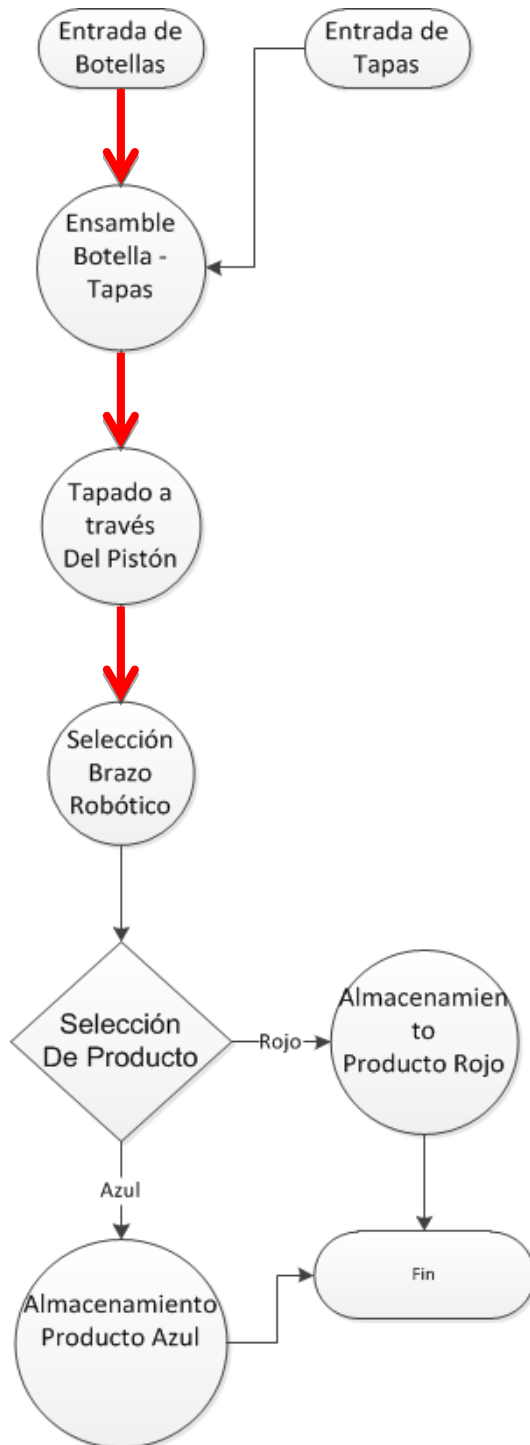 Entrada de
Botellas
Entrada de
Tapas
Ensamble
Botella -
Tapas
Tapado a
través
Del Pistón
Selección
Brazo
Robótico
Selección
De Producto
Rojo
Almacenamien
to
Producto Rojo
Azul
Almacenamiento
Producto Azul
Fin